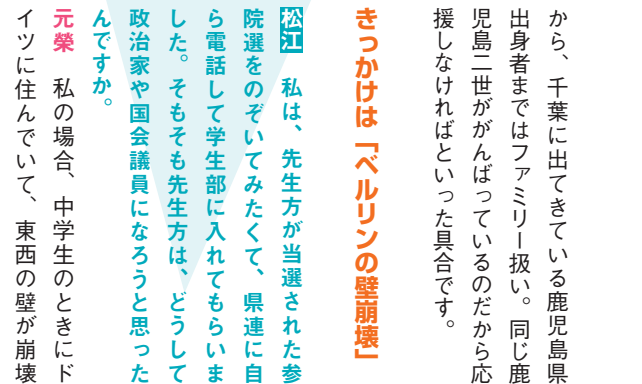 から、千葉に出てきている鹿児島県
出身者まではファミリー扱い。同じ鹿
児島二世ががんばっているのだから応
援しなければといった具合です。
きっかけは「ベルリンの壁崩壊」
松江　私は、先生方が当選された参
院選をのぞいてみたくて、県連に自
ら電話して学生部に入れてもらいま
した。そもそも先生方は、どうして
政治家や国会議員になろうと思った
んですか。
元榮　私の場合、中学生のときにド
イツに住んでいて、東西の壁が崩壊